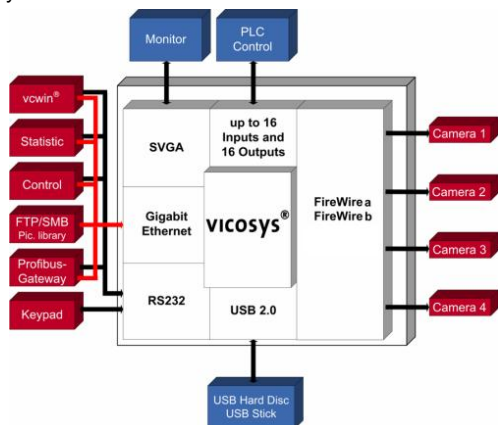 Monitor
PLC
Control
vcwin®
Statistic
Control
FTP/SMB
Pic. library
Profibus-
Gateway
Keypad
SVGA
up to 16
Inputs and
16 Outputs
Gigabit
Ethernet
vicosys®
FireWire a
FireWire b
RS232
USB 2.0
Camera 1
Camera 2
Camera 3
Camera 4
USB Hard Disc
USB Stick